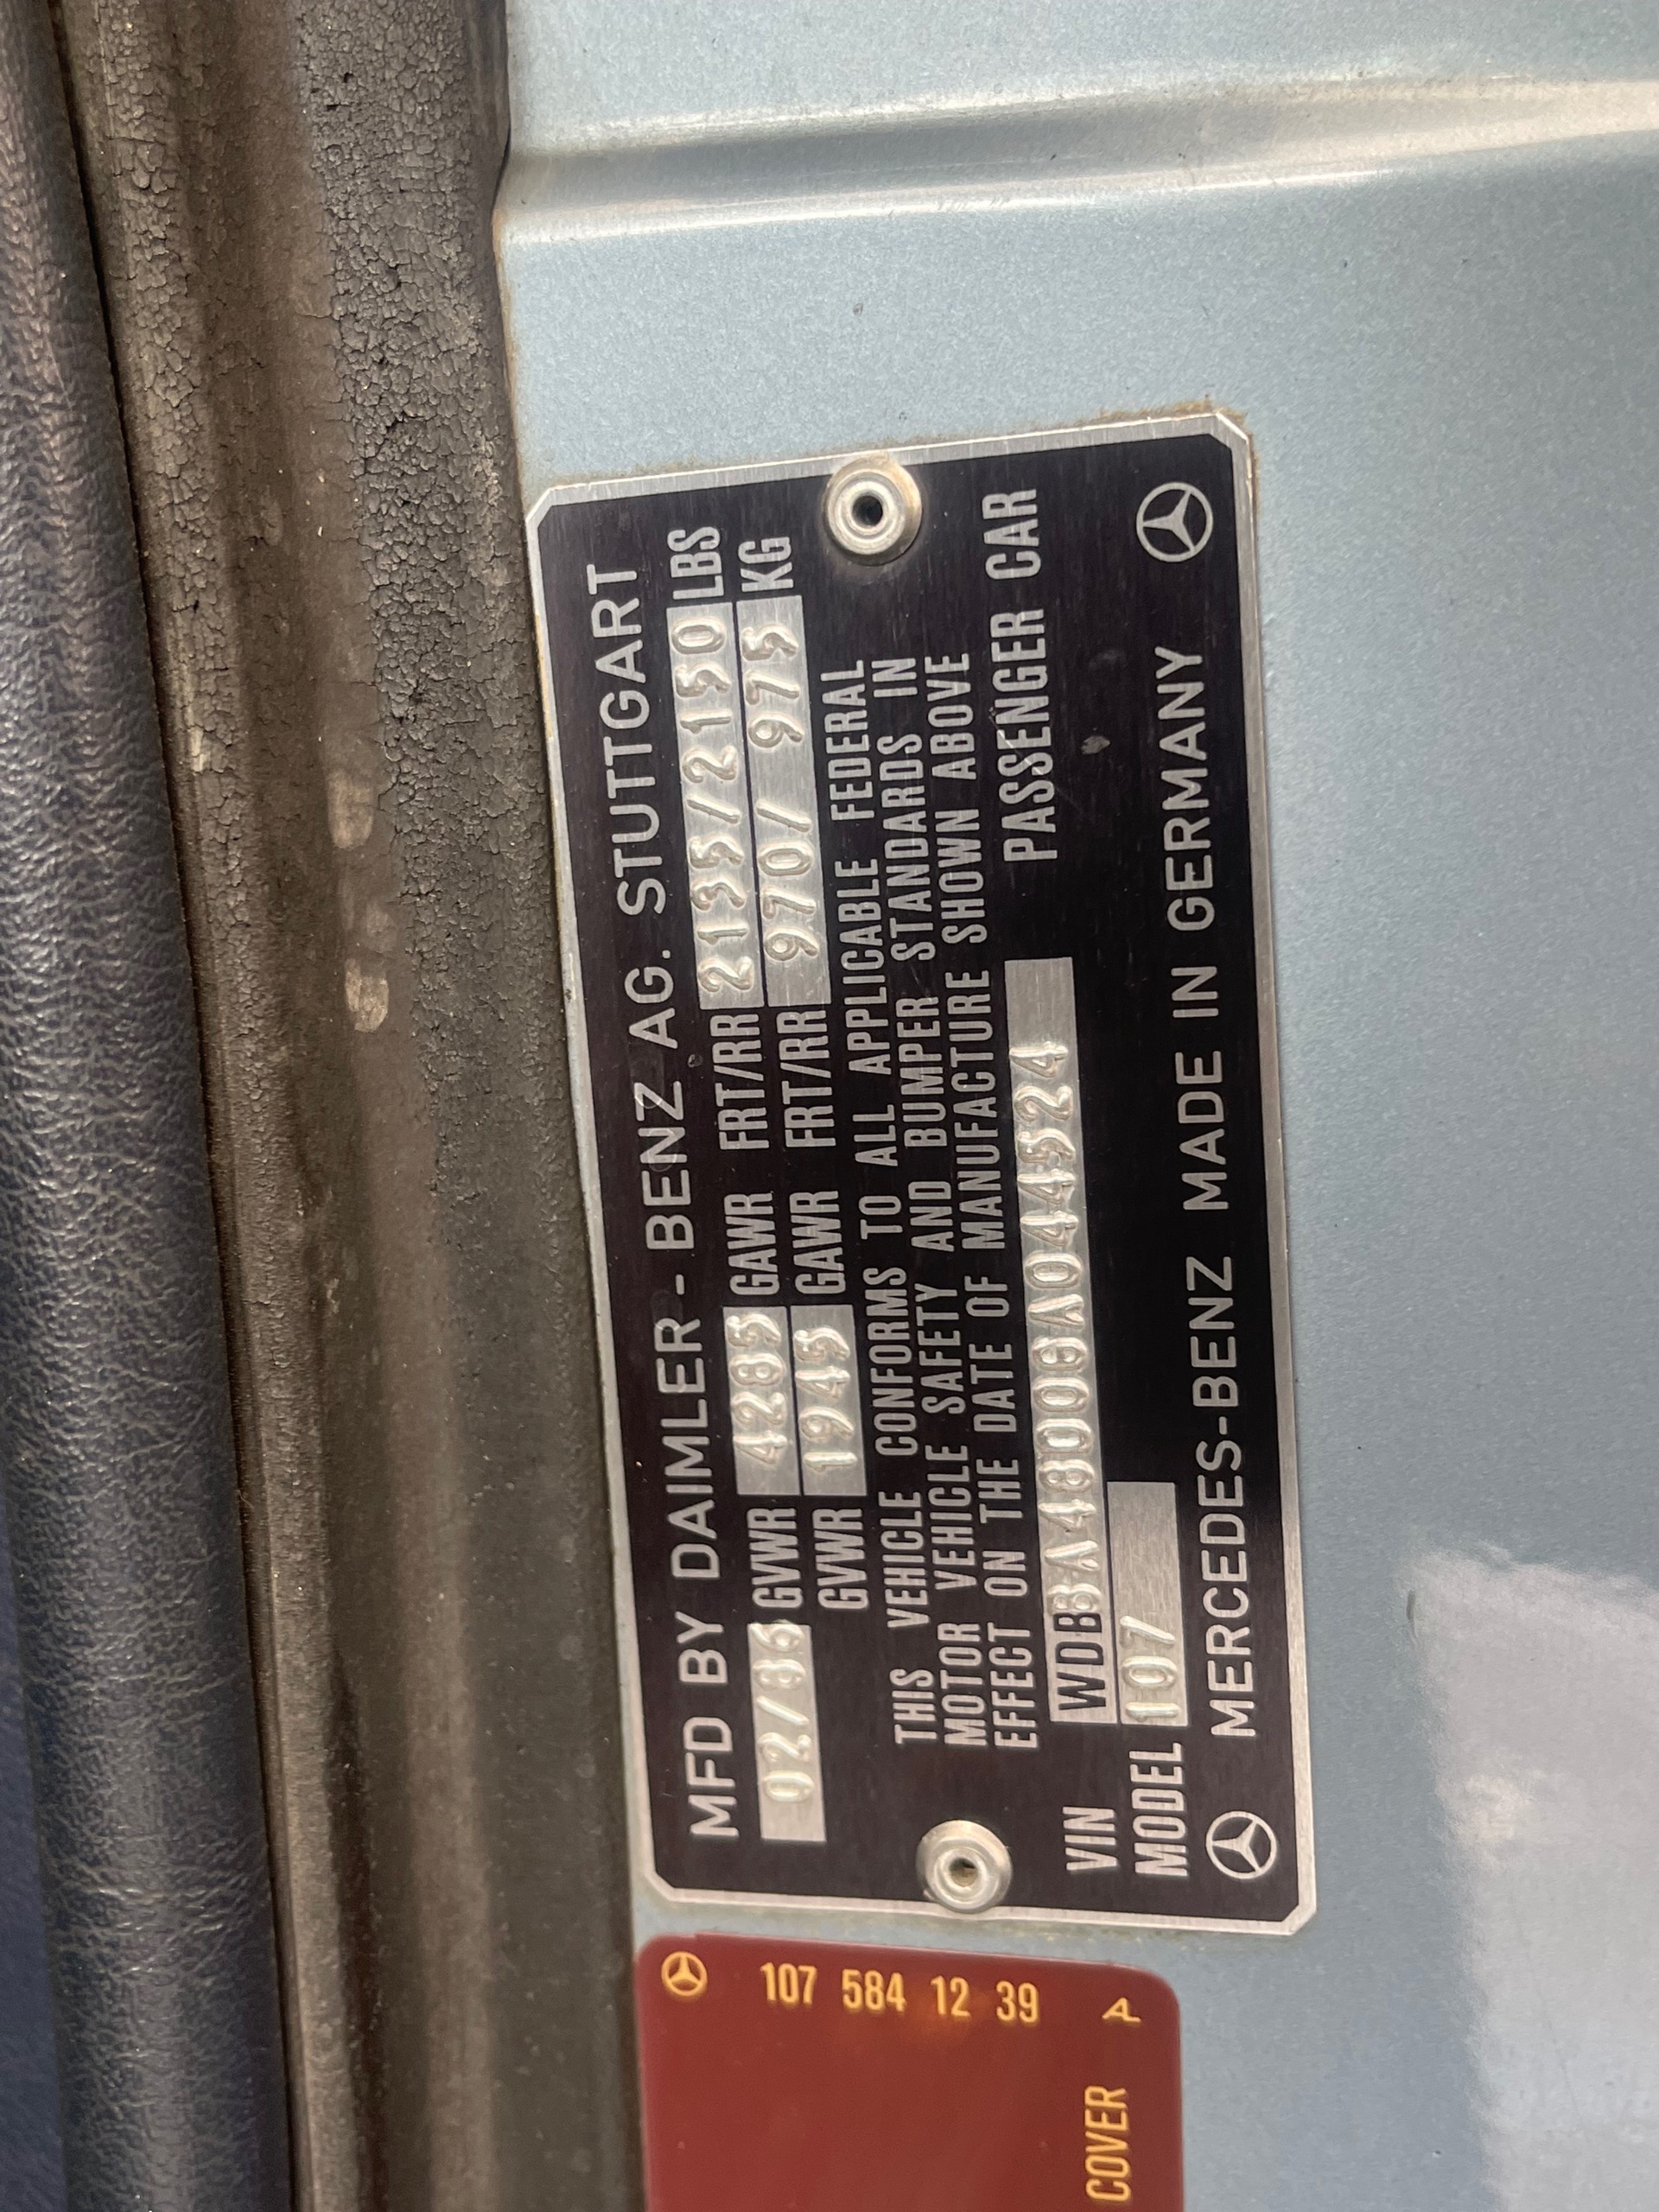 MFD BY DAIMLER - BENZ AG. STUTTGART
02/86 GVWR 4285 GAWR FRT/RR 2135/2150 LBS
GVWR 1945 GAWR FRT/RR 970/ 975 KG
THIS VEHICLE CONFORMS TO ALL APPLICABLE FEDERAL
MOTOR VEHICLE SAFETY AND BUMPER STANDARDS IN
EFFECT ON THE DATE OF MANUFACTURE SHOWN ABOVE
VIN WDBBA48D0GA044524 PASSENGER CAR
MODEL 107
MERCEDES-BENZ MADE IN GERMANY
107 584 12 39 A
COVER